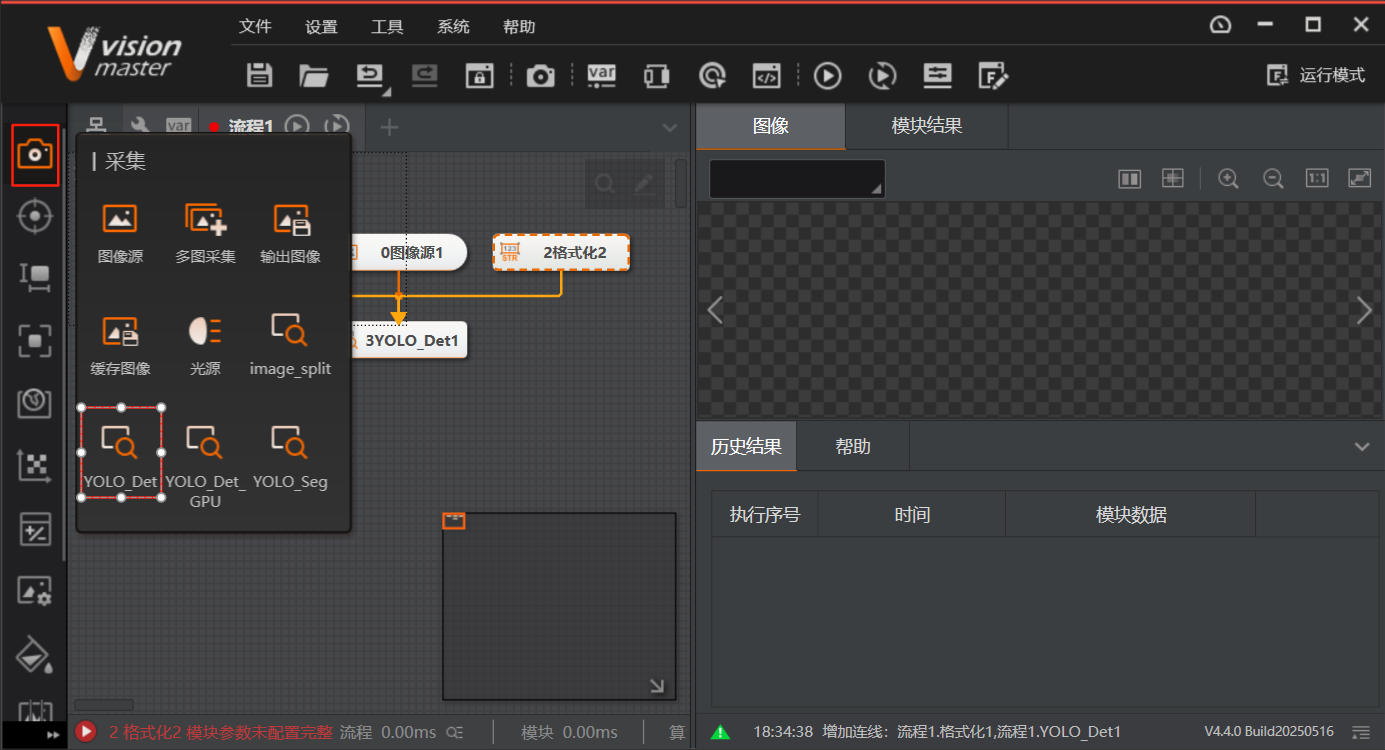 vision
master
文件 设置 工具 系统 帮助
var
运行模式
var 流程1
采集
图像源 多图采集 输出图像
缓存图像 光源 image_split
YOLO_Det YOLO_Det_GPU YOLO_Seg
0图像源1
123
STR
2格式化2
3YOLO_Det1
图像 模块结果
1:1
历史结果 帮助
执行序号 时间 模块数据
2 格式化2 模块参数未配置完整 流程 0.00ms 模块 0.00ms 算
18:34:38 增加连线: 流程1.格式化1,流程1.YOLO_Det1
V4.4.0 Build20250516